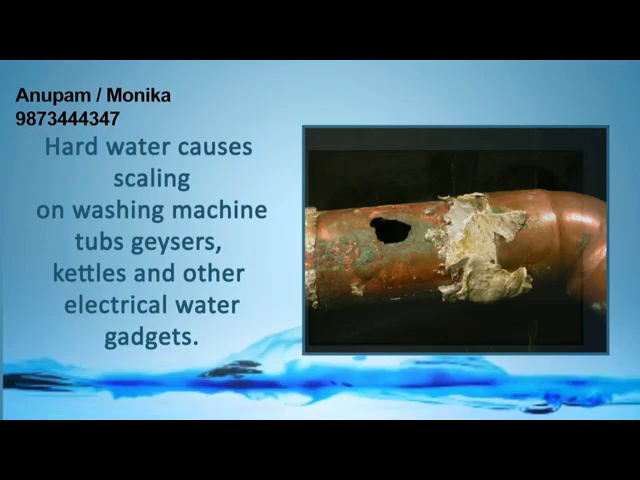 Anupam / Monika
9873444347
Hard water causes
scaling
on washing machine
tubs geysers,
kettles and other
electrical water
gadgets.